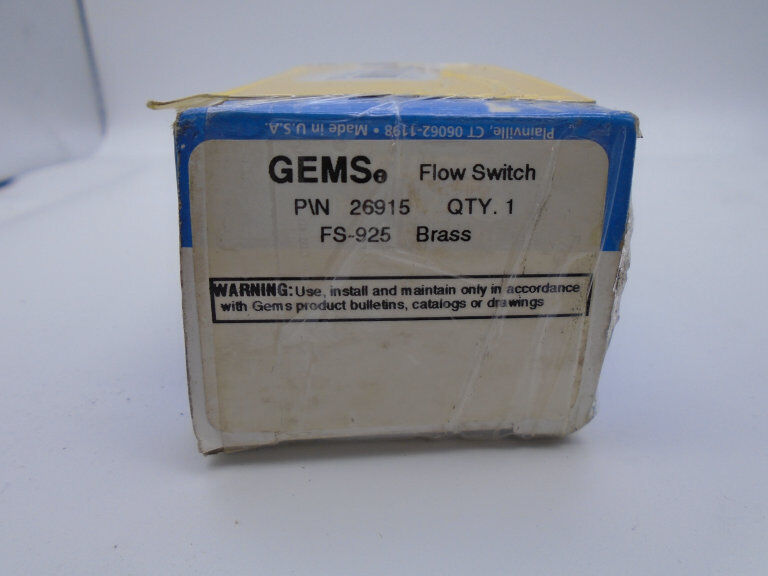 Plainville, CT 06062-1198 • Made in U.S.A.
GEMS Flow Switch
P\N 26915 QTY. 1
FS-925 Brass
WARNING: Use, install and maintain only in accordance
with Gems product bulletins, catalogs or drawings